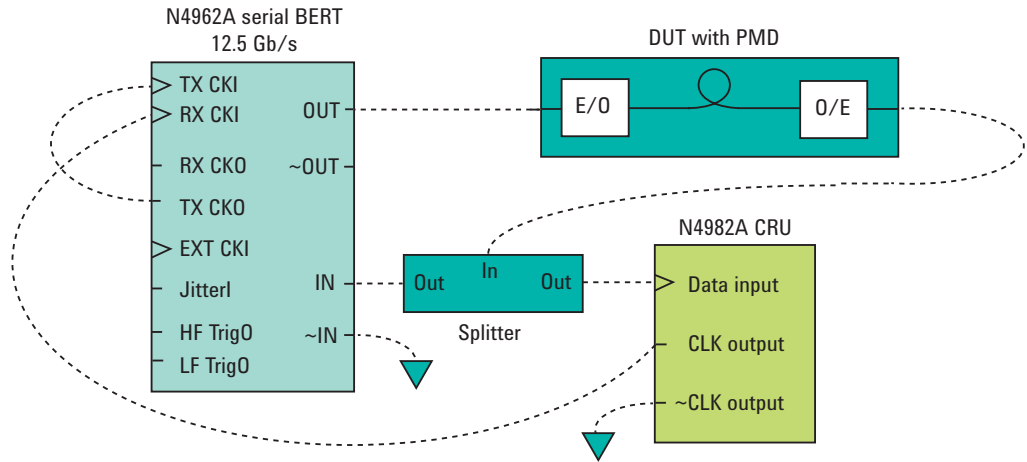 N4962A serial BERT
12.5 Gb/s
TX CKI
RX CKI
RX CKO
TX CKO
EXT CKI
JitterI
HF TrigO
LF TrigO
OUT
~OUT
IN
~IN
DUT with PMD
E/O
O/E
Out
In
Out
Splitter
N4982A CRU
Data input
CLK output
~CLK output